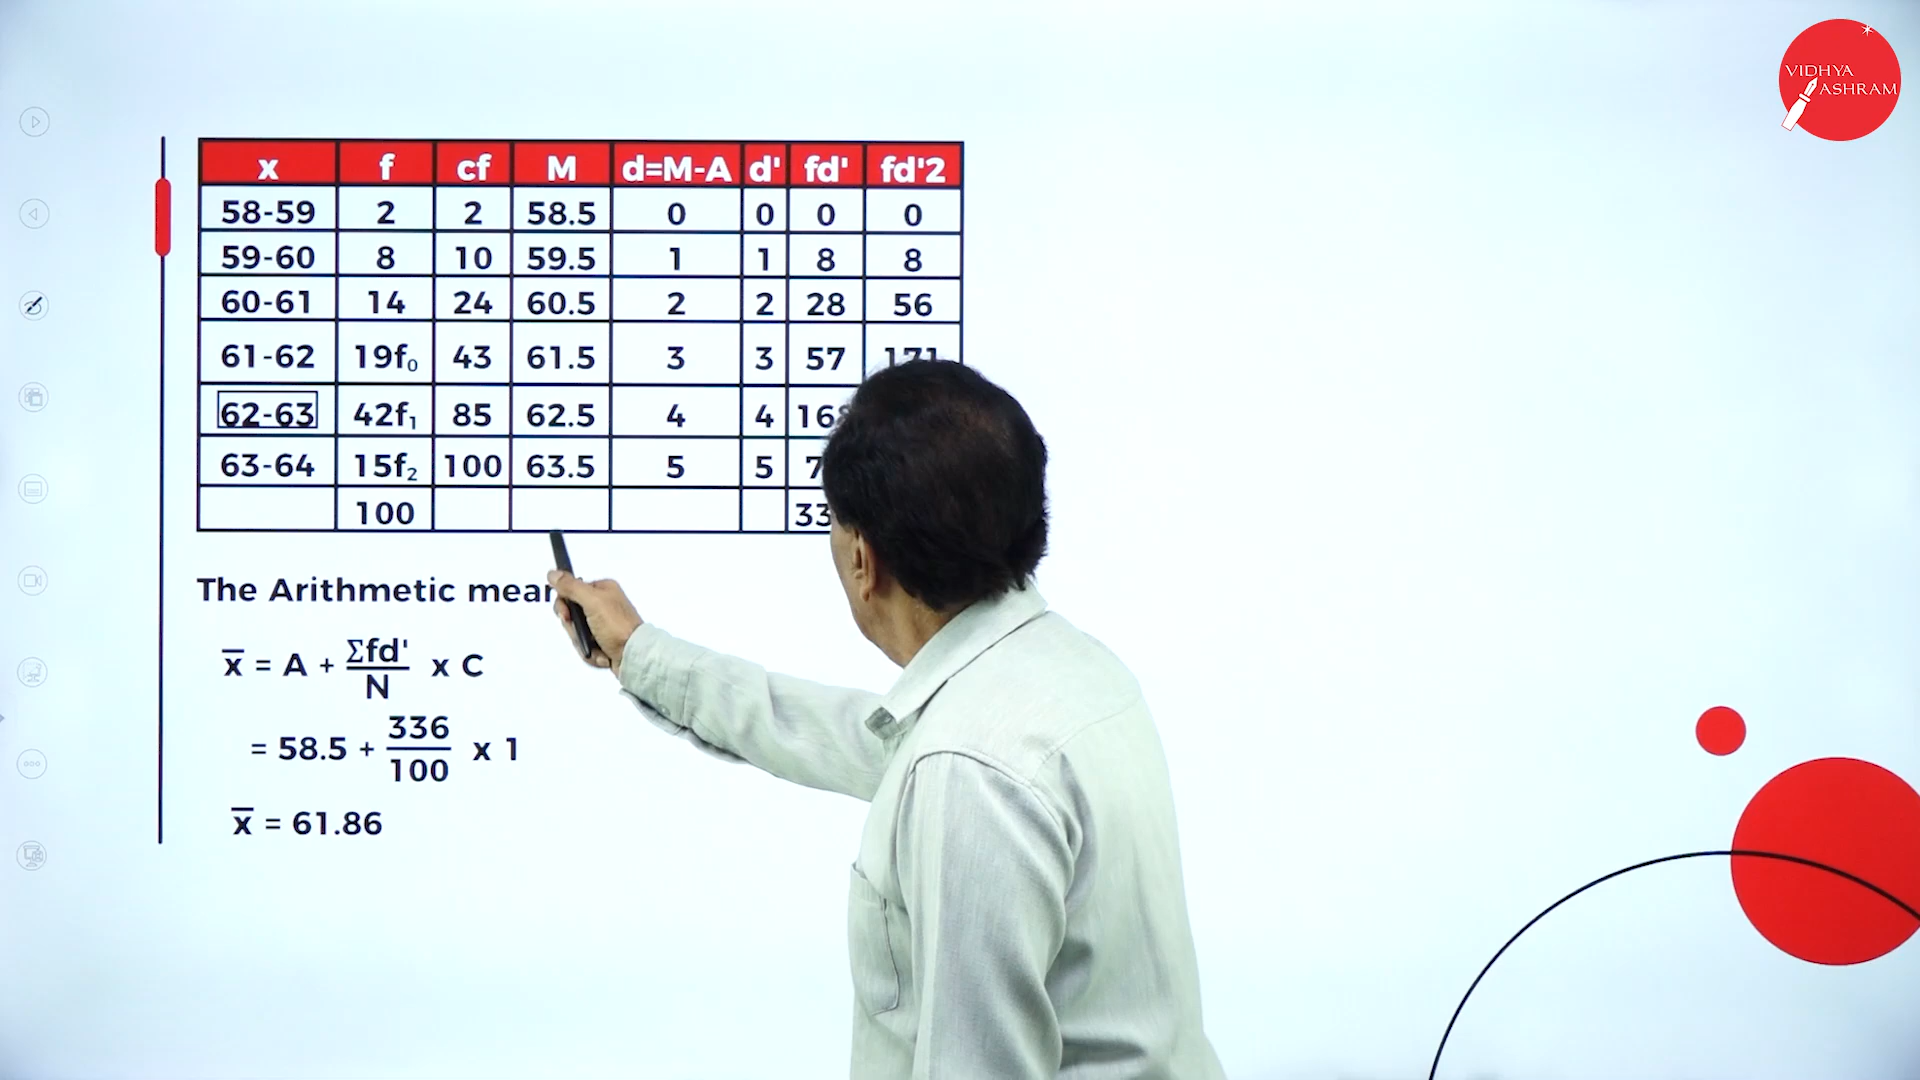 VIDHYA
ASHRAM
x f cf M d=M-A d' fd' fd'2
58-59 2 2 58.5 0 0 0 0
59-60 8 10 59.5 1 1 8 8
60-61 14 24 60.5 2 2 28 56
61-62 19f₀ 43 61.5 3 3 57 171
62-63 42f₁ 85 62.5 4 4
63-64 15f₂ 100 63.5 5 5
100
The Arithmetic mean
x̅ = A + Σfd'/N x C
= 58.5 + 336/100 x 1
x̅ = 61.86